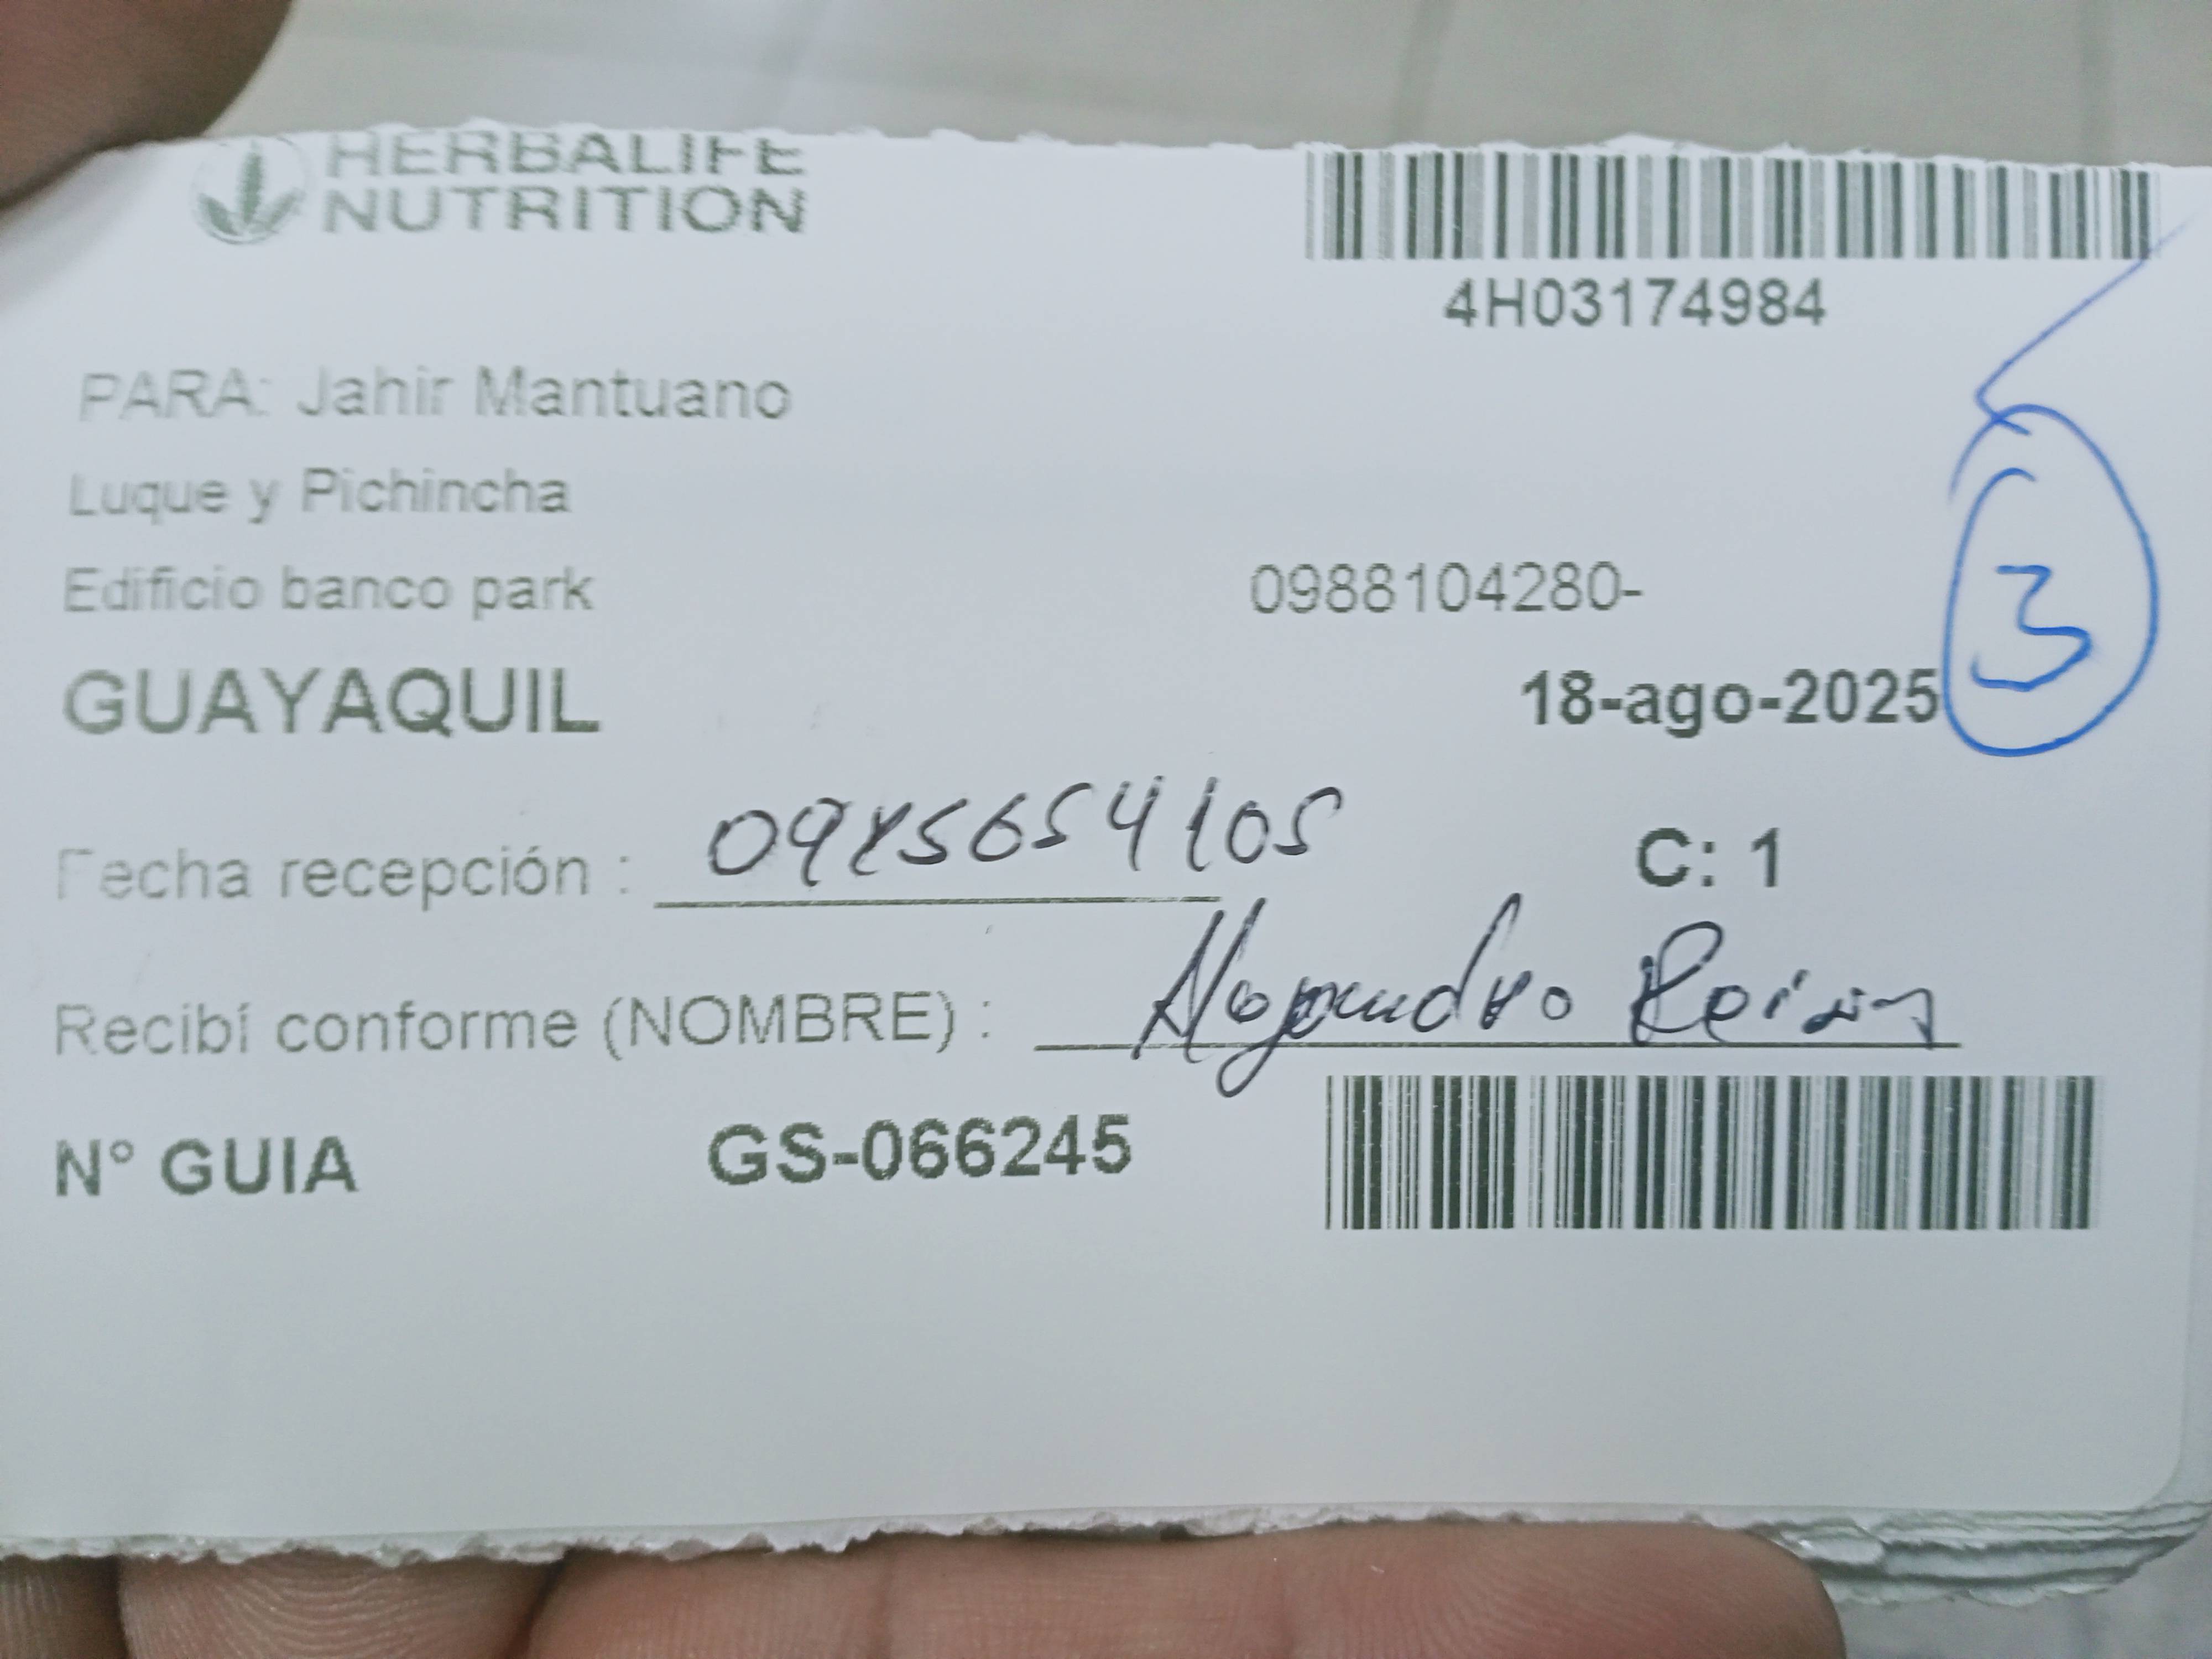 HERBALIFE
NUTRITION
4H03174984
PARA: Jahir Mantuano
Luque y Pichincha
Edificio banco park
0988104280-
3
GUAYAQUIL
18-ago-2025
Fecha recepción : 0985654105
C: 1
Recibí conforme (NOMBRE) : Alejandro
N° GUIA GS-066245